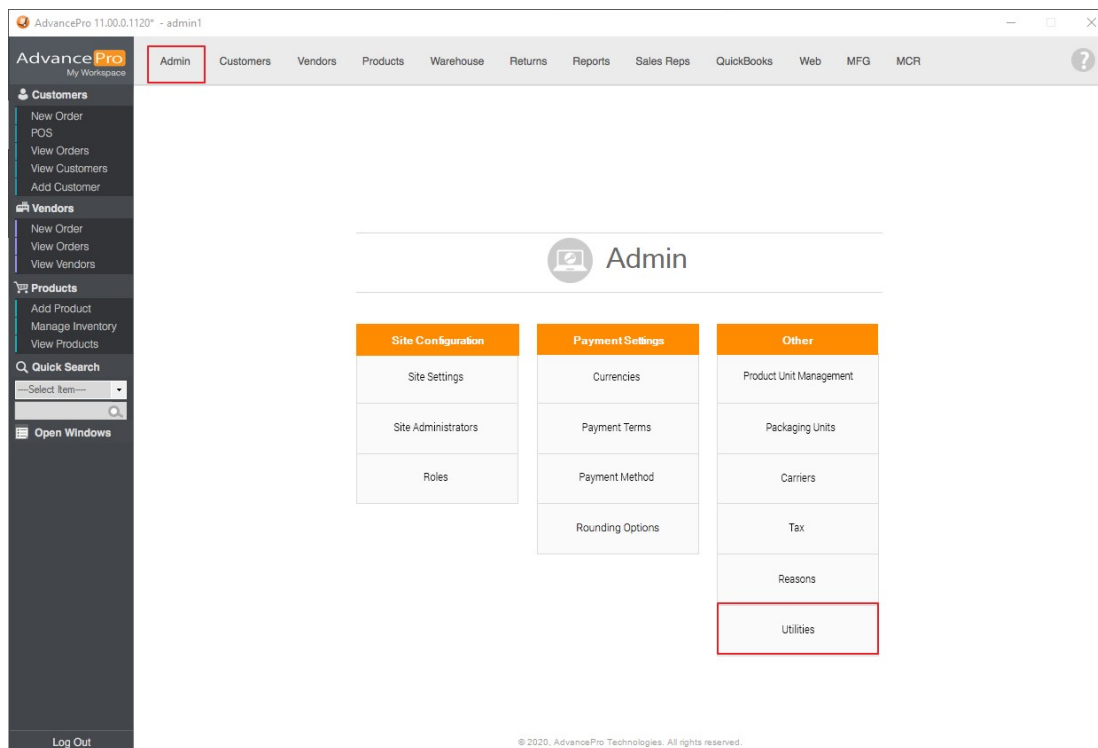 AdvancePro 11.00.0.1120* - admin1
AdvancePro
My Workspace
Admin Customers Vendors Products Warehouse Returns Reports Sales Reps QuickBooks Web MFG MCR ?
Customers
New Order
POS
View Orders
View Customers
Add Customer
Vendors
New Order
View Orders
View Vendors
Products
Add Product
Manage Inventory
View Products
Quick Search
----Select Item----
Open Windows
Log Out
Admin
Site Configuration
Site Settings
Site Administrators
Roles
Payment Settings
Currencies
Payment Terms
Payment Method
Rounding Options
Other
Product Unit Management
Packaging Units
Carriers
Tax
Reasons
Utilities
© 2020, AdvancePro Technologies. All rights reserved.